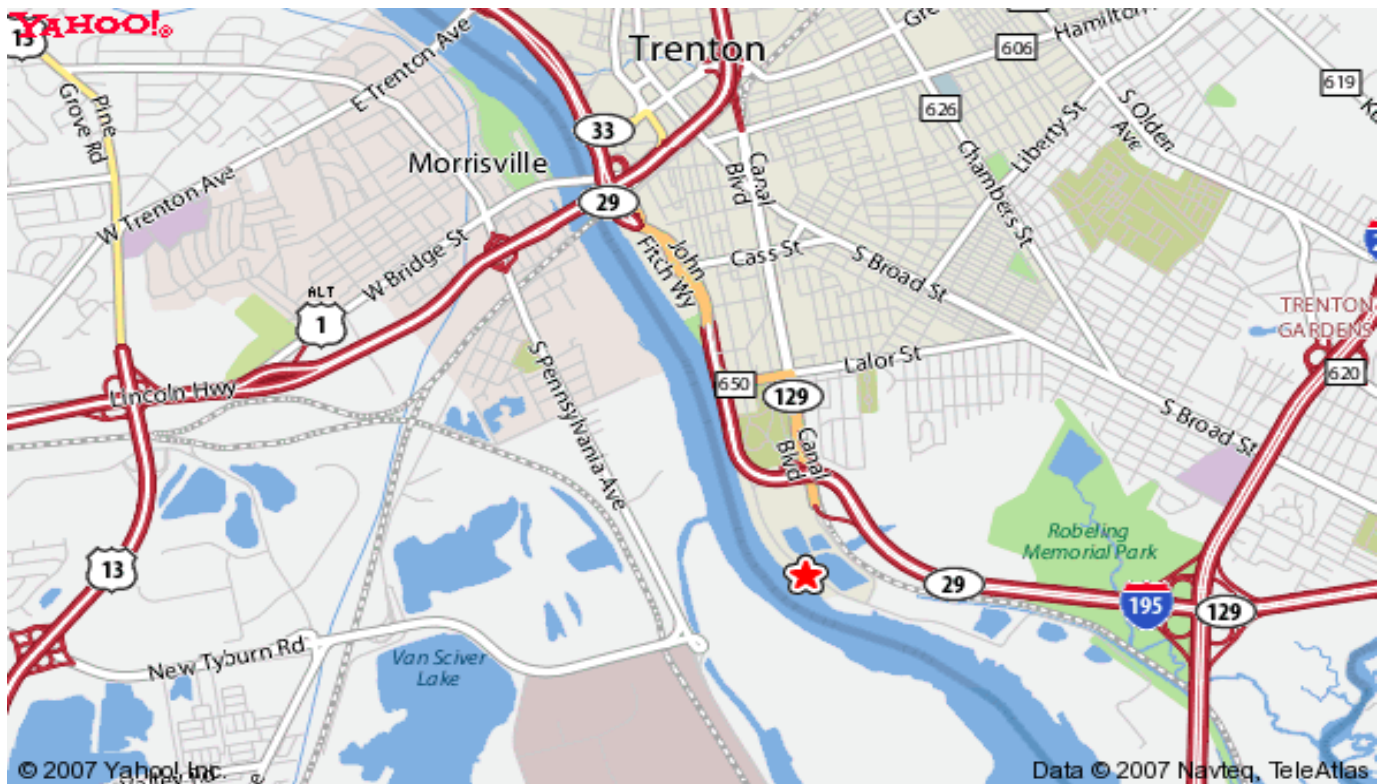 YAHOO!®
13
Trenton
Hamilton
606
619
E Trenton Ave
Pine
Grove Rd
626
S Olden
Ave
33
Morrisville
Liberty St
Canal
Blvd
Chambers St
W Trenton Ave
29
John
Fitch Wy
Cass St
S Broad St
W Bridge St
ALT
1
TRENTON
GARDENS
S Pennsylvania Ave
Lalor St
620
650
129
Lincoln Hwy
S Broad St
Canal
Blvd
Robeling
Memorial Park
13
29
195
129
New Tyburn Rd
Van Sciver
Lake
© 2007 Yahoo! Inc.
Data © 2007 Navteq, TeleAtlas